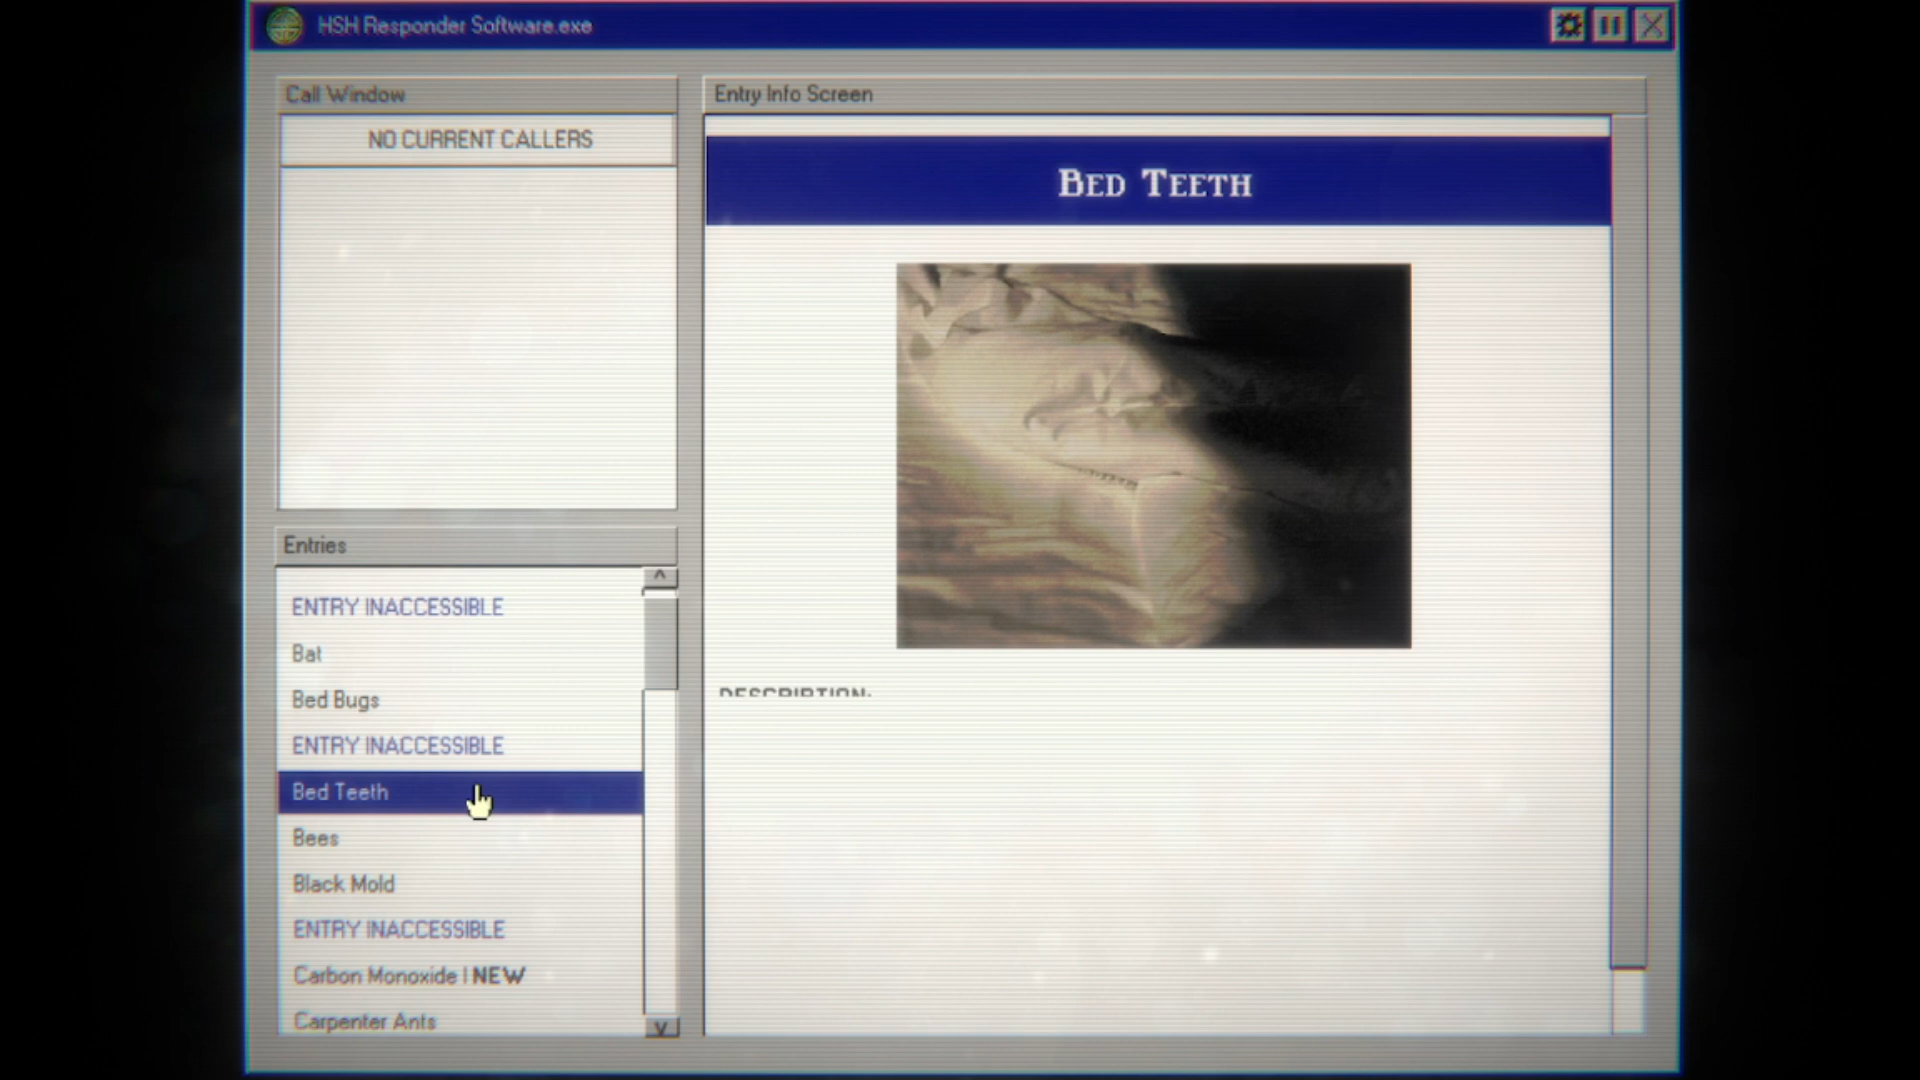 HSH Responder Software.exe
Call Window
NO CURRENT CALLERS
Entries
ENTRY INACCESSIBLE
Bat
Bed Bugs
ENTRY INACCESSIBLE
Bed Teeth
Bees
Black Mold
ENTRY INACCESSIBLE
Carbon Monoxide | NEW
Carpenter Ants
Entry Info Screen
BED TEETH
DESCRIPTION: